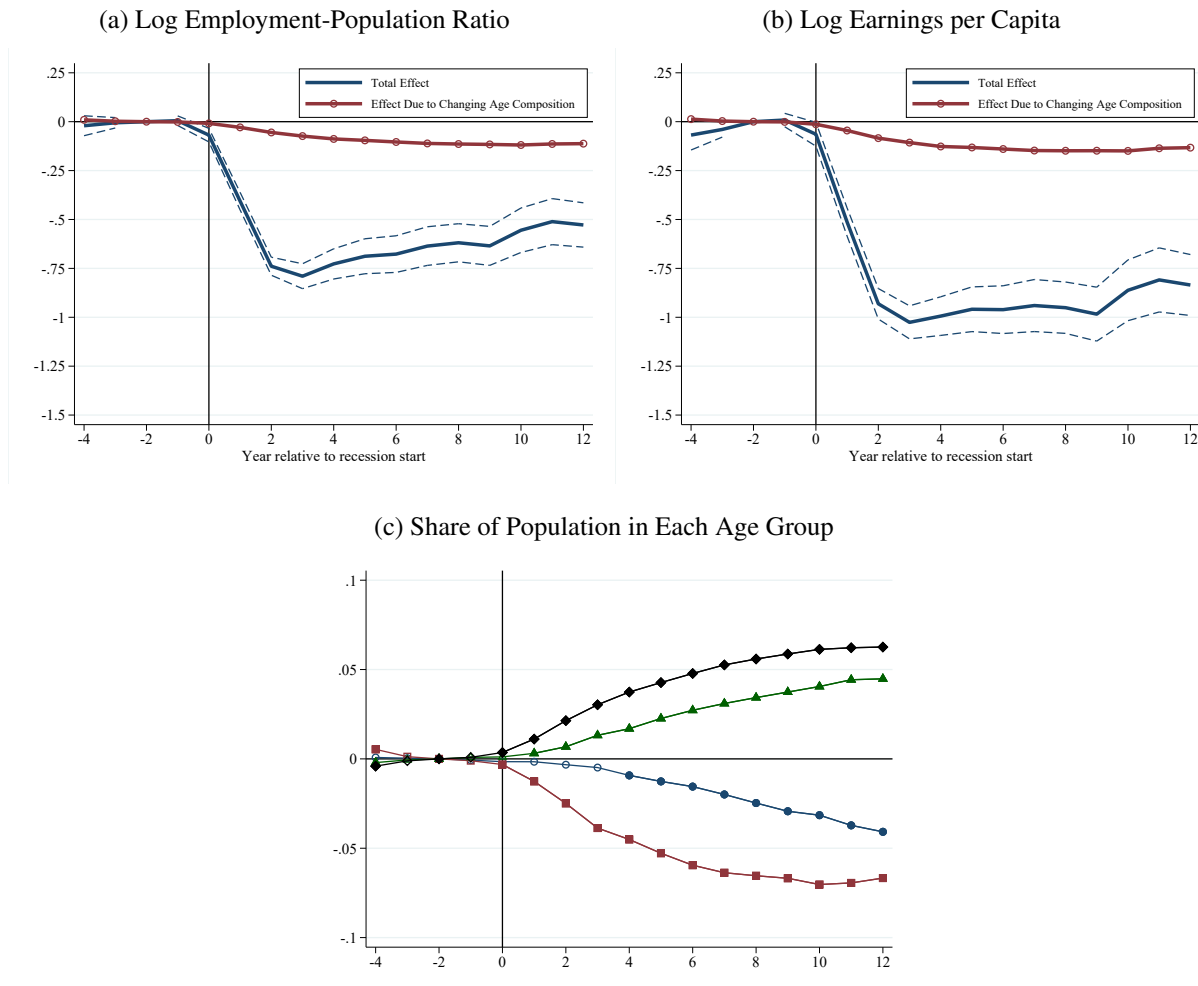 (a) Log Employment-Population Ratio
.25
0
-.25
-.5
-.75
-1
-1.25
-1.5
Total Effect
Effect Due to Changing Age Composition
-4 -2 0 2 4 6 8 10 12
Year relative to recession start
(b) Log Earnings per Capita
.25
0
-.25
-.5
-.75
-1
-1.25
-1.5
Total Effect
Effect Due to Changing Age Composition
-4 -2 0 2 4 6 8 10 12
Year relative to recession start
(c) Share of Population in Each Age Group
.1
.05
0
-.05
-.1
-4 -2 0 2 4 6 8 10 12